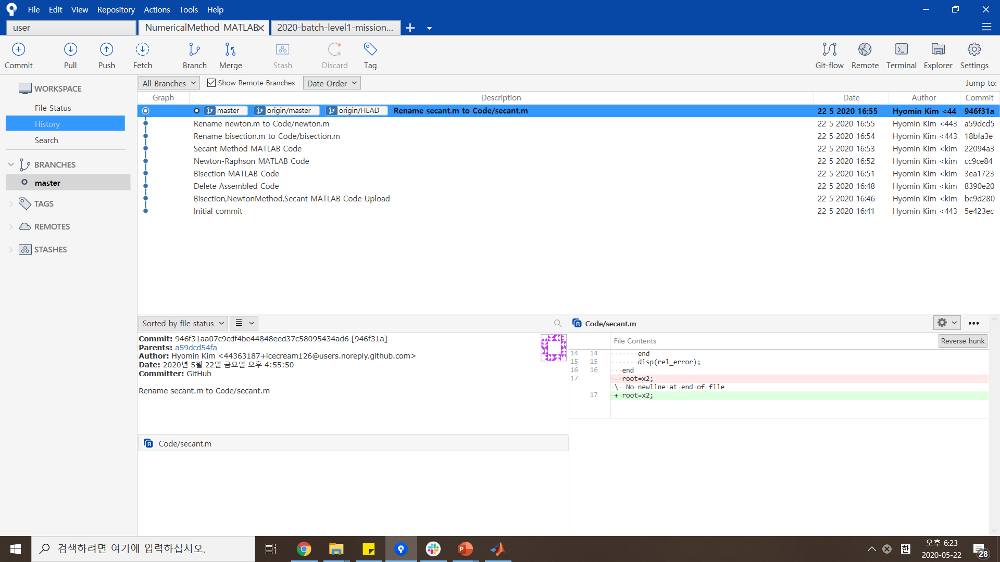 File Edit View Repository Actions Tools Help
user NumericalMethod_MATLAB 2020-batch-level1-mission...
Commit Pull Push Fetch Branch Merge Stash Discard Tag Git-flow Remote Terminal Explorer Settings
WORKSPACE
File Status
History
Search
BRANCHES
master
TAGS
REMOTES
STASHES
All Branches Show Remote Branches Date Order Jump to:
Graph Description Date Author Commit
master origin/master origin/HEAD Rename secant.m to Code/secant.m 22 5 2020 16:55 Hyomin Kim <44 946f31a
Rename newton.m to Code/newton.m 22 5 2020 16:55 Hyomin Kim <443 a59dcd5
Rename bisection.m to Code/bisection.m 22 5 2020 16:54 Hyomin Kim <443 18bfa3e
Secant Method MATLAB Code 22 5 2020 16:53 Hyomin Kim <kim 22094a3
Newton-Raphson MATLAB Code 22 5 2020 16:52 Hyomin Kim <kim cc9ce84
Bisection MATLAB Code 22 5 2020 16:51 Hyomin Kim <kim 3ea1723
Delete Assembled Code 22 5 2020 16:48 Hyomin Kim <kim 8390e20
Bisection,NewtonMethod,Secant MATLAB Code Upload 22 5 2020 16:46 Hyomin Kim <kim bc9d280
Initial commit 22 5 2020 16:41 Hyomin Kim <443 5e423ec
Sorted by file status
Commit: 946f31aa07c9cdf4be44848eed37c58095434ad6 [946f31a]
Parents: a59dcd54fa
Author: Hyomin Kim <44363187+icecream126@users.noreply.github.com>
Date: 2020년 5월 22일 금요일 오후 4:55:50
Committer: GitHub
Rename secant.m to Code/secant.m
Code/secant.m
Code/secant.m
File Contents Reverse hunk
14 14 end
15 15 disp(rel_error);
16 16 end
17 - root=x2;
\ No newline at end of file
17 + root=x2;
검색하려면 여기에 입력하십시오.
한
오후 6:23
2020-05-22
28